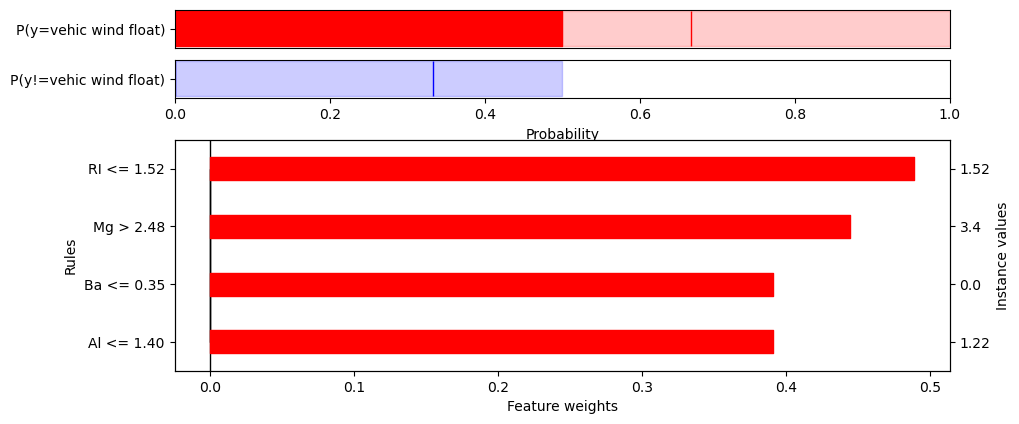 P(y=vehic wind float)
P(y!=vehic wind float)
0.0 0.2 0.4 0.6 0.8 1.0
Probability
Rules
RI <= 1.52 1.52
Mg > 2.48 3.4
Ba <= 0.35 0.0
Al <= 1.40 1.22
Instance values
0.0 0.1 0.2 0.3 0.4 0.5
Feature weights